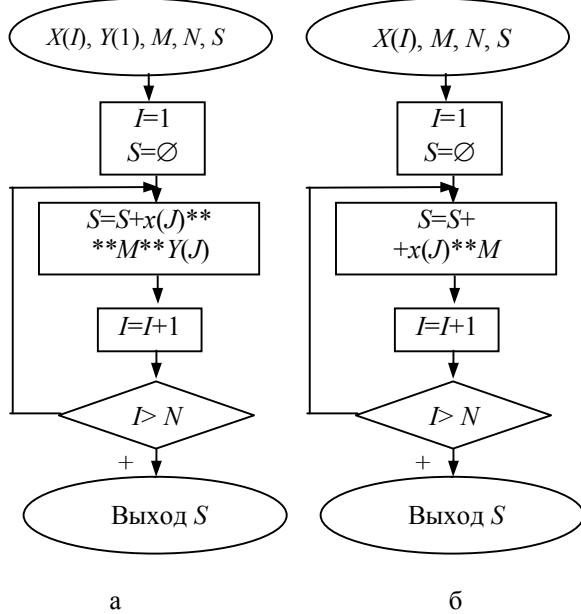 X(I), Y(1), M, N, S
I=1
S=∅
S=S+x(J)**
**M**Y(J)
I=I+1
I> N
+
Выход S
а
X(I), M, N, S
I=1
S=∅
S=S+
+x(J)**M
I=I+1
I> N
+
Выход S
б